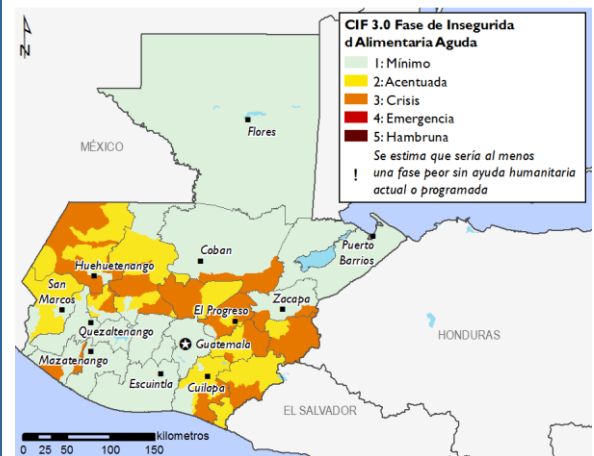 N
CIF 3.0 Fase de Insegurida
d Alimentaria Aguda
1: Mínimo
2: Acentuada
3: Crisis
4: Emergencia
5: Hambruna
! Se estima que sería al menos
una fase peor sin ayuda humanitaria
actual o programada
Flores
MÉXICO
Puerto
Barrios
Coban
Huehuetenango
San
Marcos
Zacapa
El Progreso
Quezaltenango
Guatemala
HONDURAS
Mazatenango
Escuintla
Cuilapa
EL SALVADOR
kilometros
0 25 50 100 150